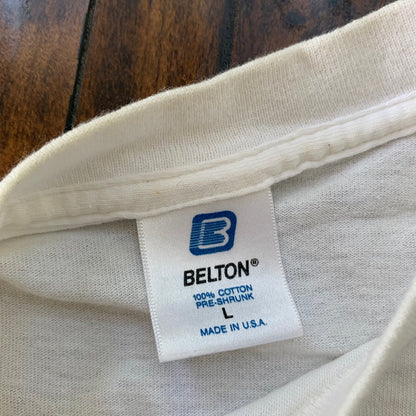 B
BELTON®
100% COTTON
PRE-SHRUNK
L
MADE IN U.S.A.